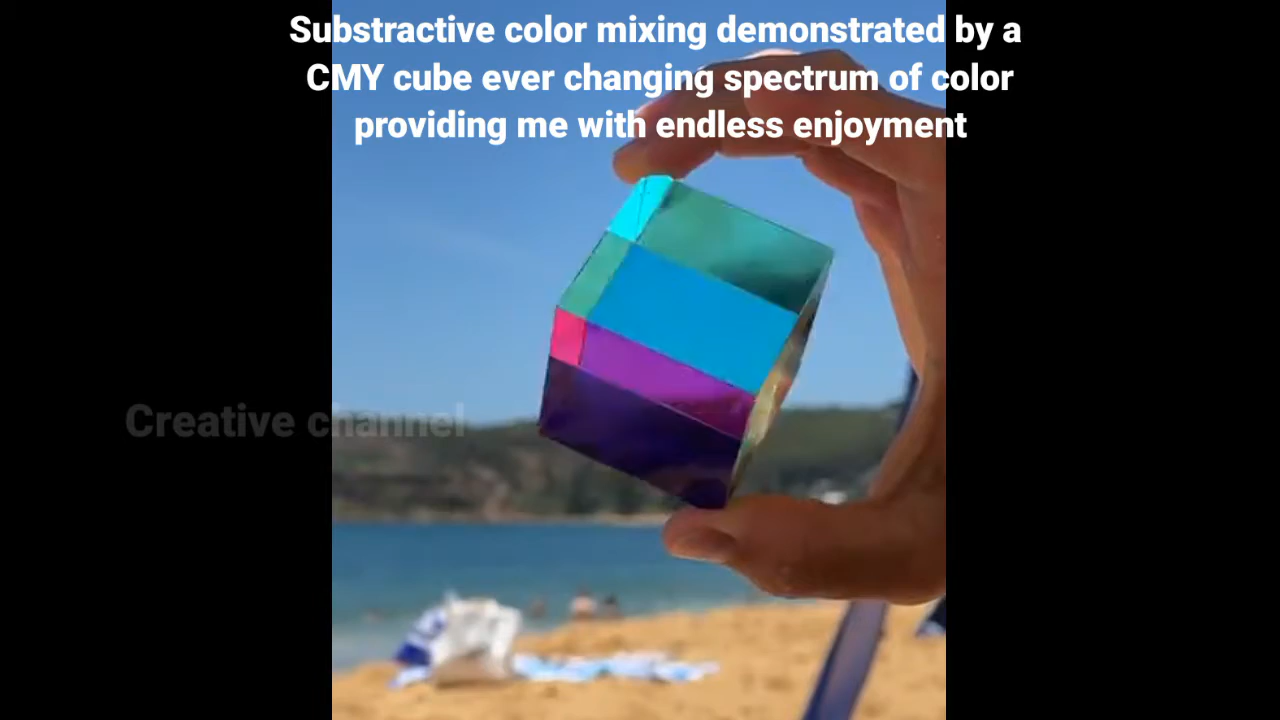 Substractive color mixing demonstrated by a
CMY cube ever changing spectrum of color
providing me with endless enjoyment
Creative channel